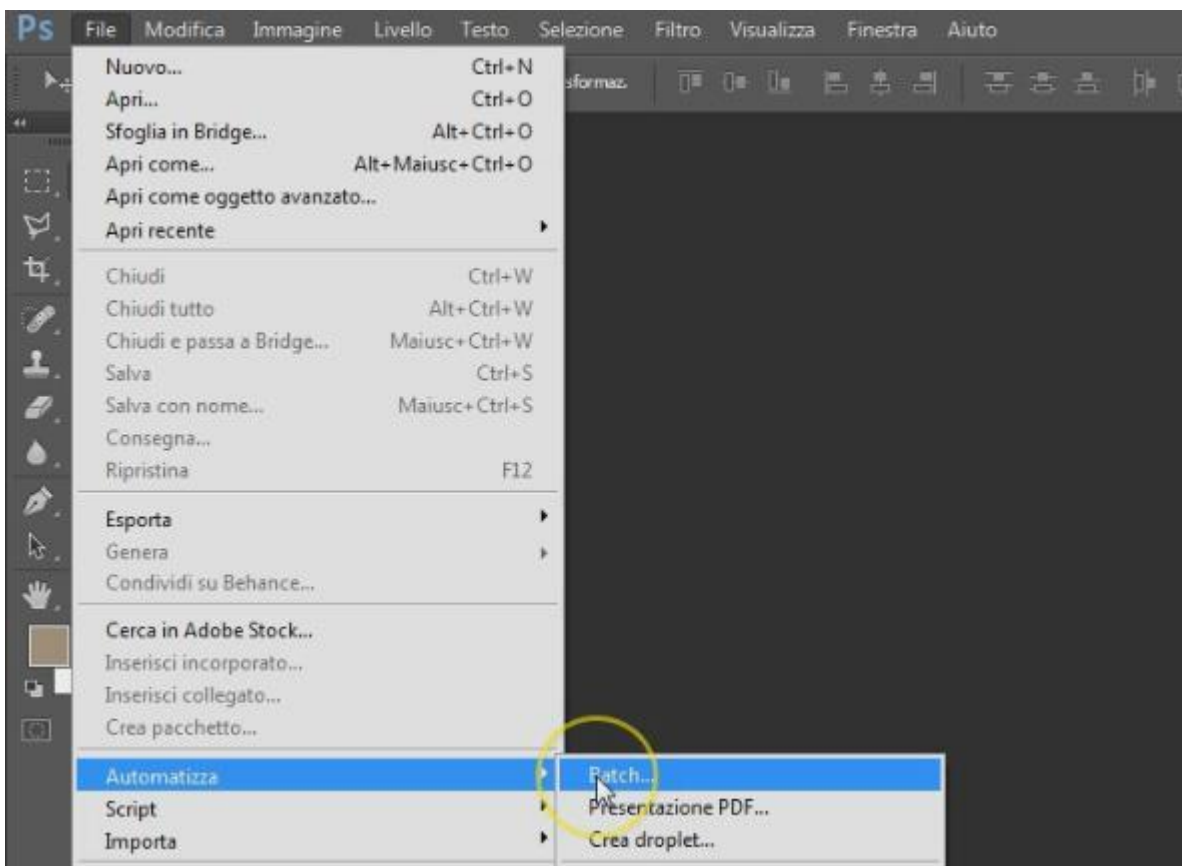 Ps File Modifica Immagine Livello Testo Selezione Filtro Visualizza Finestra Aiuto
sformaz.
Nuovo... Ctrl+N
Apri... Ctrl+O
Sfoglia in Bridge... Alt+Ctrl+O
Apri come... Alt+Maiusc+Ctrl+O
Apri come oggetto avanzato...
Apri recente
Chiudi Ctrl+W
Chiudi tutto Alt+Ctrl+W
Chiudi e passa a Bridge... Maiusc+Ctrl+W
Salva Ctrl+S
Salva con nome... Maiusc+Ctrl+S
Consegna...
Ripristina F12
Esporta
Genera
Condividi su Behance...
Cerca in Adobe Stock...
Inserisci incorporato...
Inserisci collegato...
Crea pacchetto...
Automatizza
Script
Importa
Batch...
Presentazione PDF...
Crea droplet...